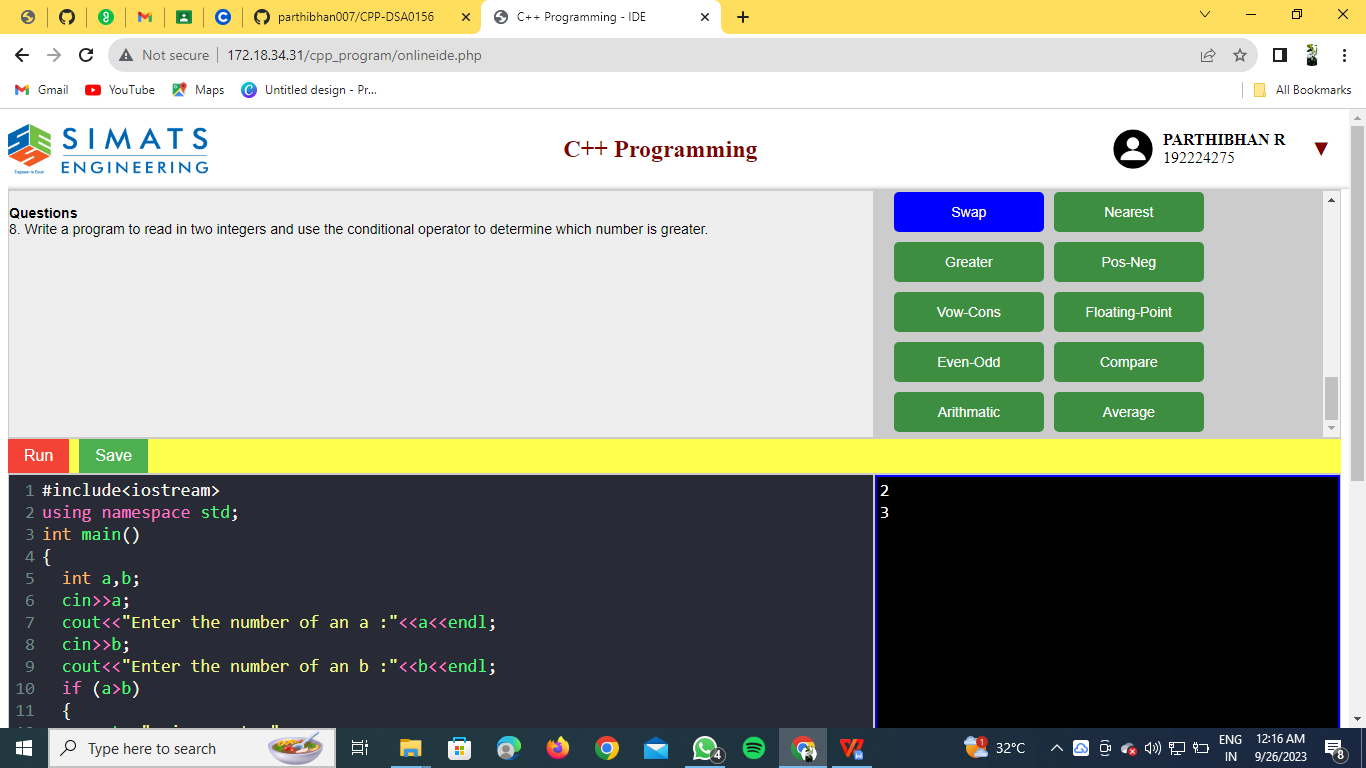 parthibhan007/CPP-DSA0156
C++ Programming - IDE
Not secure
172.18.34.31/cpp_program/onlineide.php
Gmail
YouTube
Maps
Untitled design - Pr...
All Bookmarks
SIMATS
ENGINEERING
C++ Programming
PARTHIBHAN R
192224275
Questions
8. Write a program to read in two integers and use the conditional operator to determine which number is greater.
Swap
Nearest
Greater
Pos-Neg
Vow-Cons
Floating-Point
Even-Odd
Compare
Arithmatic
Average
Run
Save
1 #include<iostream>
2 using namespace std;
3 int main()
4 {
5 int a,b;
6 cin>>a;
7 cout<<"Enter the number of an a :"<<a<<endl;
8 cin>>b;
9 cout<<"Enter the number of an b :"<<b<<endl;
10 if (a>b)
11 {
2
3
Type here to search
4
1
32°C
ENG
IN
12:16 AM
9/26/2023
8